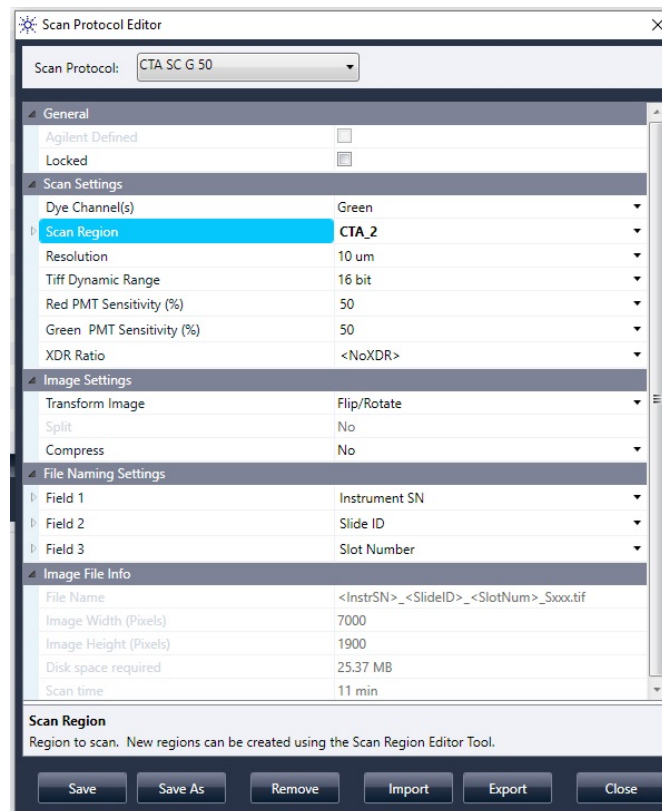 Scan Protocol Editor
Scan Protocol: CTA SC G 50
General
Agilent Defined
Locked
Scan Settings
Dye Channel(s) Green
Scan Region CTA_2
Resolution 10 um
Tiff Dynamic Range 16 bit
Red PMT Sensitivity (%) 50
Green PMT Sensitivity (%) 50
XDR Ratio <NoXDR>
Image Settings
Transform Image Flip/Rotate
Split No
Compress No
File Naming Settings
Field 1 Instrument SN
Field 2 Slide ID
Field 3 Slot Number
Image File Info
File Name <InstrSN>_<SlideID>_<SlotNum>_Sxxx.tif
Image Width (Pixels) 7000
Image Height (Pixels) 1900
Disk space required 25.37 MB
Scan time 11 min
Scan Region
Region to scan. New regions can be created using the Scan Region Editor Tool.
Save Save As Remove Import Export Close